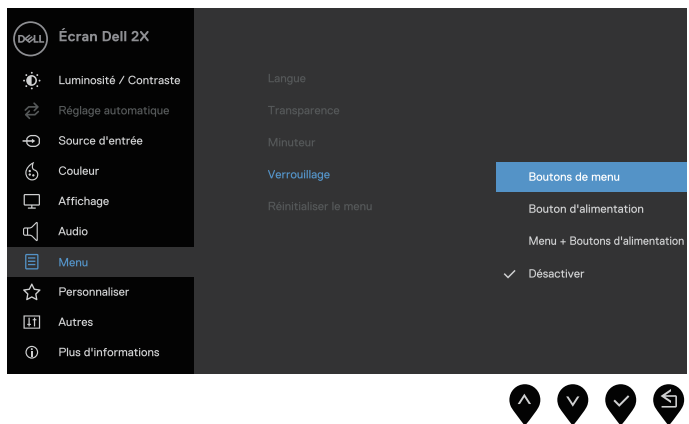 DELL
Écran Dell 2X
Luminosité / Contraste
Réglage automatique
Source d'entrée
Couleur
Affichage
Audio
Menu
Personnaliser
Autres
Plus d'informations
Langue
Transparence
Minuteur
Verrouillage
Réinitialiser le menu
Boutons de menu
Bouton d'alimentation
Menu + Boutons d'alimentation
Désactiver